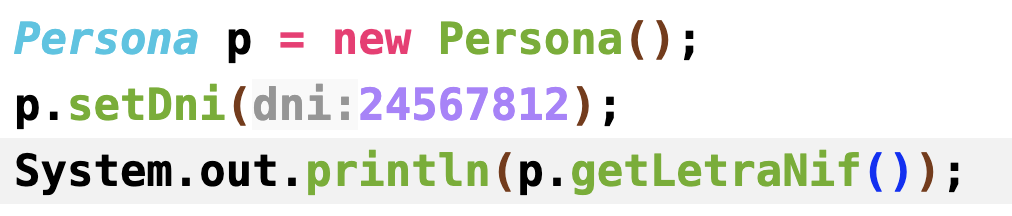 Persona p = new Persona();
p.setDni(dni:24567812);
System.out.println(p.getLetraNif());